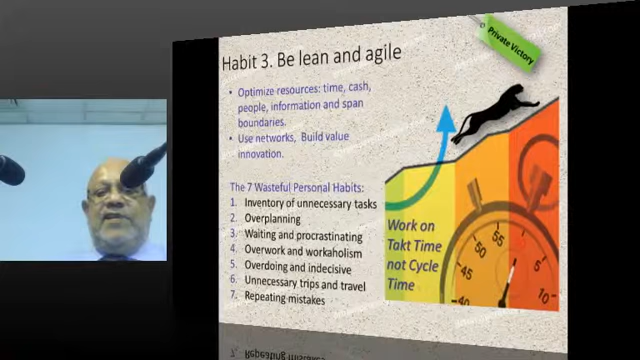 Private Victory
Habit 3. Be lean and agile
• Optimize resources: time, cash,
people, information and span
boundaries.
• Use networks, Build value
innovation.
The 7 Wasteful Personal Habits:
1. Inventory of unnecessary tasks
2. Overplanning
3. Waiting and procrastinating
4. Overwork and workaholism
5. Overdoing and indecisive
6. Unnecessary trips and travel
7. Repeating mistakes
Work on
Takt Time
not Cycle
Time
50
55
5
45
10
40